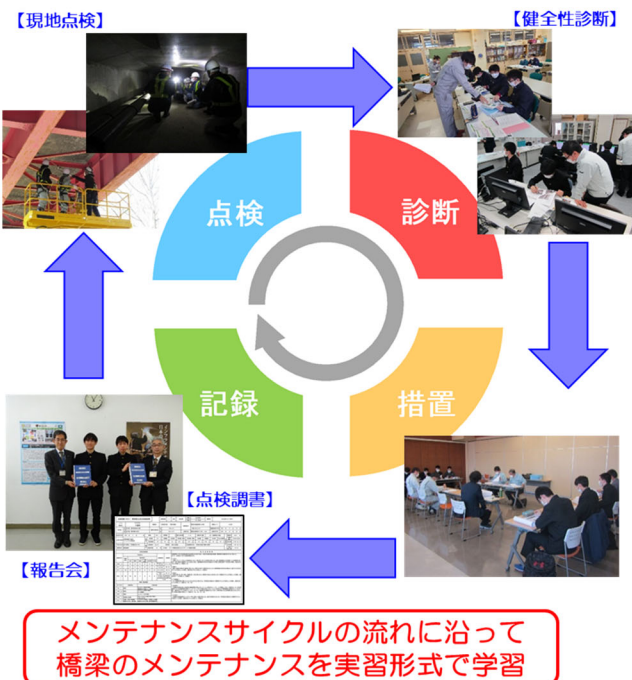 【現地点検】
【健全性診断】
点検
診断
記録
措置
【点検調書】
【報告会】
メンテナンスサイクルの流れに沿って
橋梁のメンテナンスを実習形式で学習